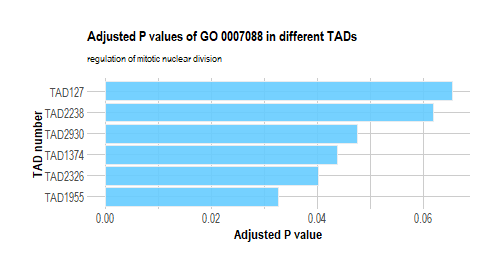 Adjusted P values of GO 0007088 in different TADs
regulation of mitotic nuclear division
TAD number
TAD127
TAD2238
TAD2930
TAD1374
TAD2326
TAD1955
0.00 0.02 0.04 0.06
Adjusted P value